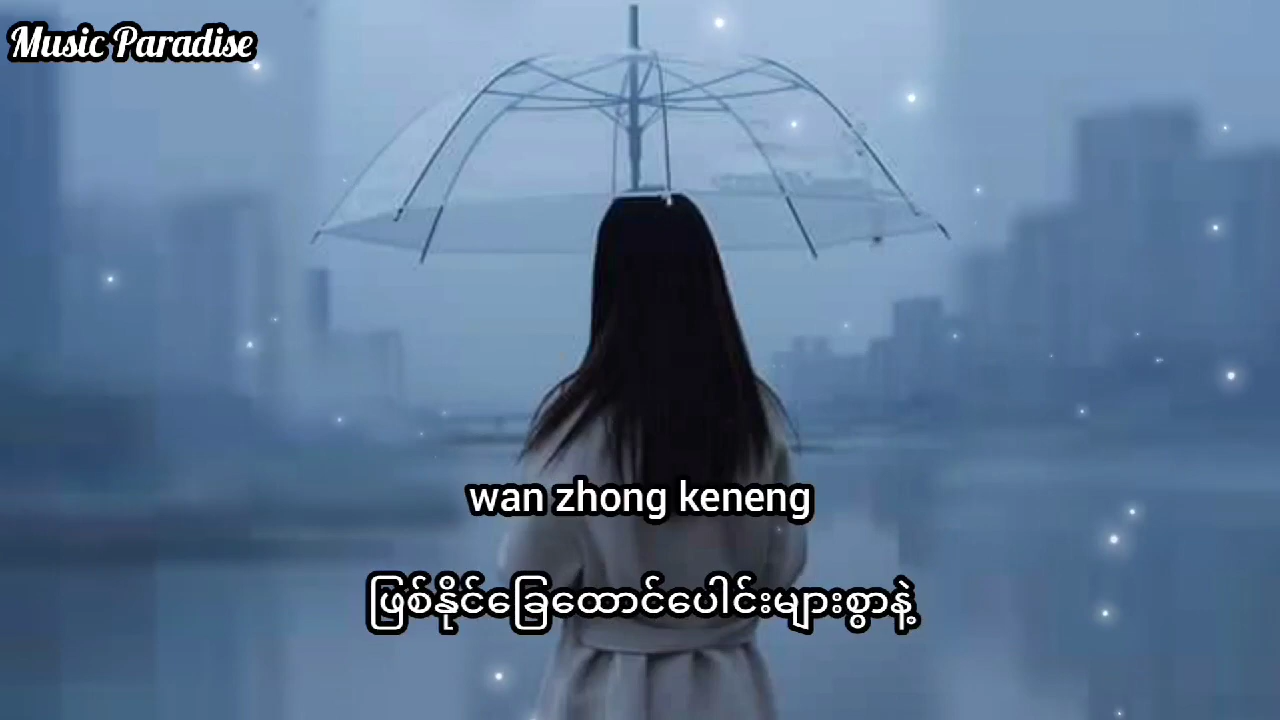 Music Paradise
wan zhong keneng
ဖြစ်နိုင်ခြေထောင်ပေါင်းများစွာနဲ့